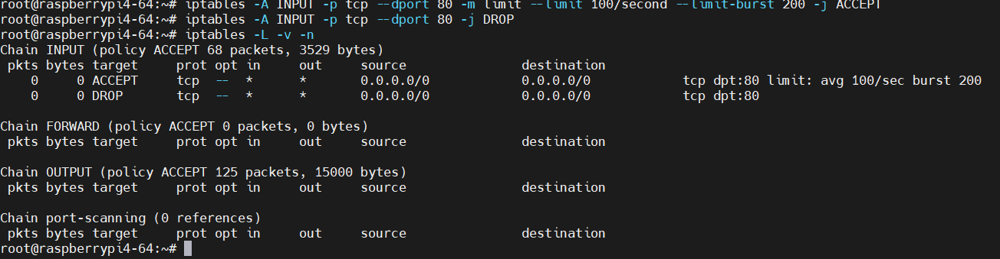 root@raspberrypi4-64:~# iptables -A INPUT -p tcp --dport 80 -m limit --limit 100/second --limit-burst 200 -j ACCEPT
root@raspberrypi4-64:~# iptables -A INPUT -p tcp --dport 80 -j DROP
root@raspberrypi4-64:~# iptables -L -v -n
Chain INPUT (policy ACCEPT 68 packets, 3529 bytes)
pkts bytes target prot opt in out source destination
0 0 ACCEPT tcp -- * * 0.0.0.0/0 0.0.0.0/0 tcp dpt:80 limit: avg 100/sec burst 200
0 0 DROP tcp -- * * 0.0.0.0/0 0.0.0.0/0 tcp dpt:80
Chain FORWARD (policy ACCEPT 0 packets, 0 bytes)
pkts bytes target prot opt in out source destination
Chain OUTPUT (policy ACCEPT 125 packets, 15000 bytes)
pkts bytes target prot opt in out source destination
Chain port-scanning (0 references)
pkts bytes target prot opt in out source destination
root@raspberrypi4-64:~#